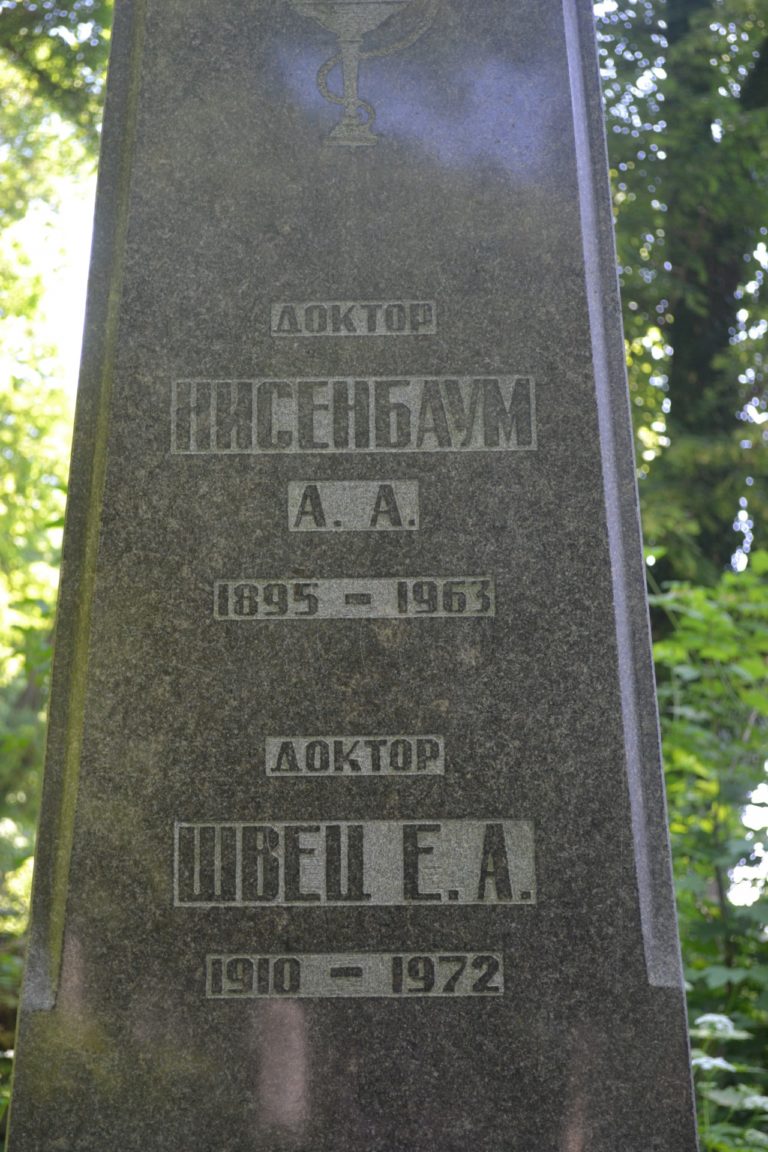 ДОКТОР
НИСЕНБАУМ
А. А.
1895 - 1963
ДОКТОР
ШВЕЦ Е. А.
1910 - 1972